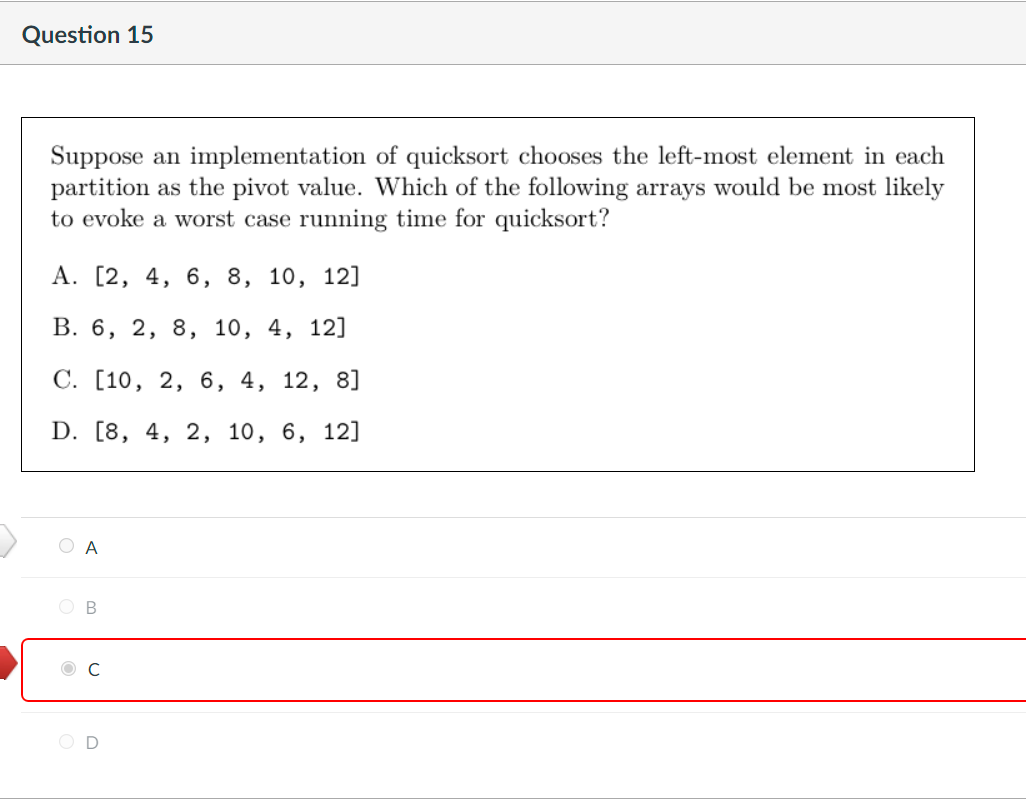 Question 15
Suppose an implementation of quicksort chooses the left-most element in each
partition as the pivot value. Which of the following arrays would be most likely
to evoke a worst case running time for quicksort?
A. [2, 4, 6, 8, 10, 12]
B. 6, 2, 8, 10, 4, 12]
C. [10, 2, 6, 4, 12, 8]
D. [8, 4, 2, 10, 6, 12]
A
B
C
D